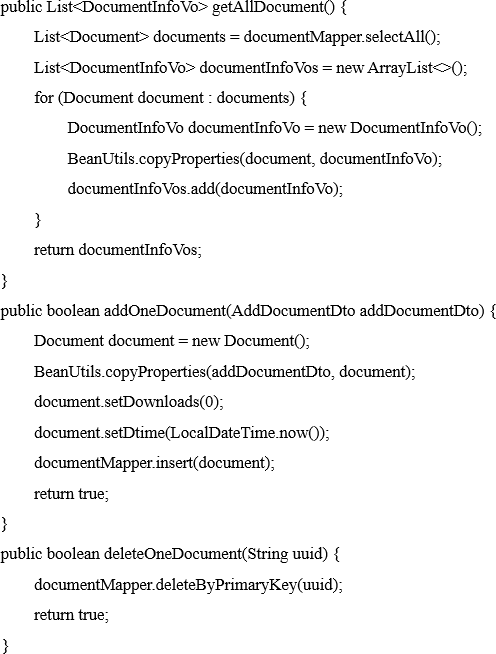 public List<DocumentInfoVo> getAllDocument() {
List<Document> documents = documentMapper.selectAll();
List<DocumentInfoVo> documentInfoVos = new ArrayList<>();
for (Document document : documents) {
DocumentInfoVo documentInfoVo = new DocumentInfoVo();
BeanUtils.copyProperties(document, documentInfoVo);
documentInfoVos.add(documentInfoVo);
}
return documentInfoVos;
}
public boolean addOneDocument(AddDocumentDto addDocumentDto) {
Document document = new Document();
BeanUtils.copyProperties(addDocumentDto, document);
document.setDownloads(0);
document.setDtime(LocalDateTime.now());
documentMapper.insert(document);
return true;
}
public boolean deleteOneDocument(String uuid) {
documentMapper.deleteByPrimaryKey(uuid);
return true;
}